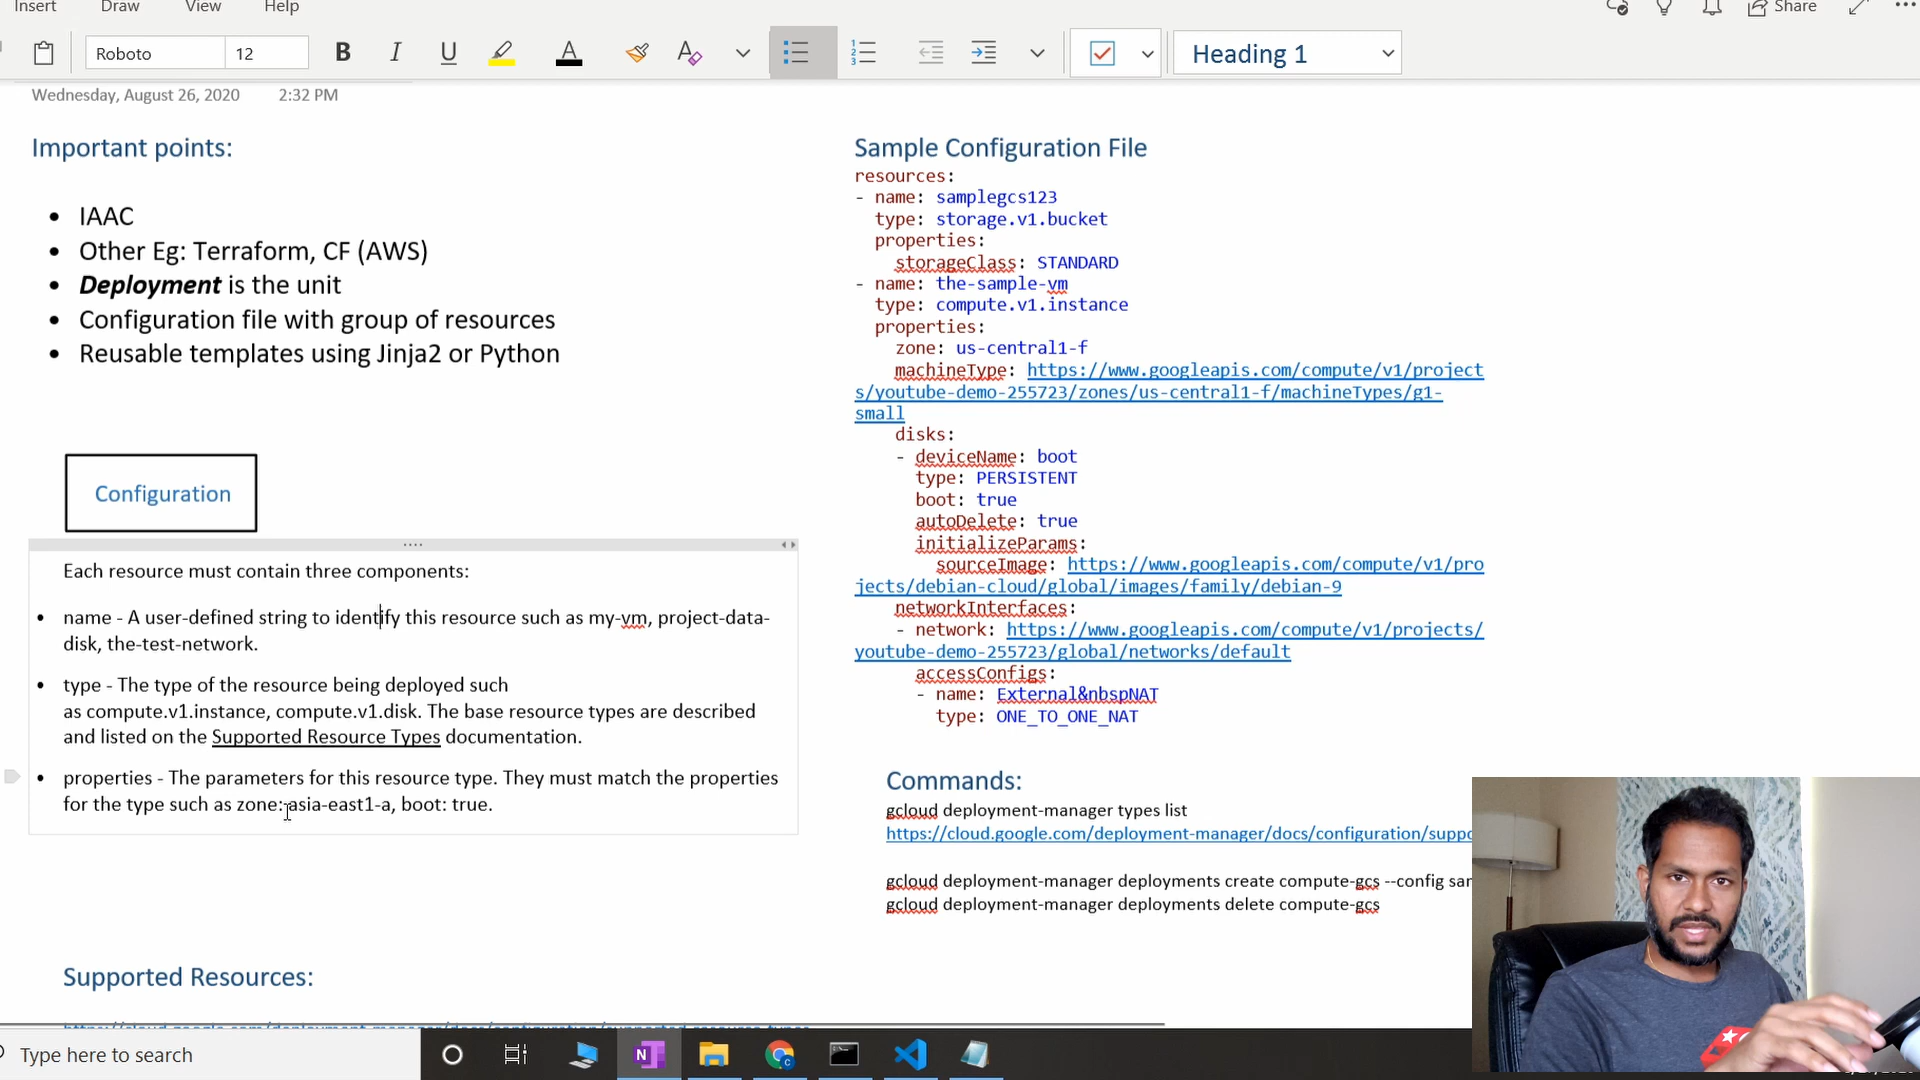 Insert Draw View Help Share
Roboto 12 B I U A Heading 1
Wednesday, August 26, 2020 2:32 PM
Important points:
• IAAC
• Other Eg: Terraform, CF (AWS)
• Deployment is the unit
• Configuration file with group of resources
• Reusable templates using Jinja2 or Python
Configuration
Each resource must contain three components:
• name - A user-defined string to identify this resource such as my-vm, project-data-
disk, the-test-network.
• type - The type of the resource being deployed such
as compute.v1.instance, compute.v1.disk. The base resource types are described
and listed on the Supported Resource Types documentation.
• properties - The parameters for this resource type. They must match the properties
for the type such as zone: asia-east1-a, boot: true.
Supported Resources:
Sample Configuration File
resources:
- name: samplegcs123
type: storage.v1.bucket
properties:
storageClass: STANDARD
- name: the-sample-vm
type: compute.v1.instance
properties:
zone: us-central1-f
machineType: https://www.googleapis.com/compute/v1/project
s/youtube-demo-255723/zones/us-central1-f/machineTypes/g1-
small
disks:
- deviceName: boot
type: PERSISTENT
boot: true
autoDelete: true
initializeParams:
sourceImage: https://www.googleapis.com/compute/v1/pro
jects/debian-cloud/global/images/family/debian-9
networkInterfaces:
- network: https://www.googleapis.com/compute/v1/projects/
youtube-demo-255723/global/networks/default
accessConfigs:
- name: External&nbspNAT
type: ONE_TO_ONE_NAT
Commands:
gcloud deployment-manager types list
https://cloud.google.com/deployment-manager/docs/configuration/suppo
gcloud deployment-manager deployments create compute-gcs --config sar
gcloud deployment-manager deployments delete compute-gcs
Type here to search